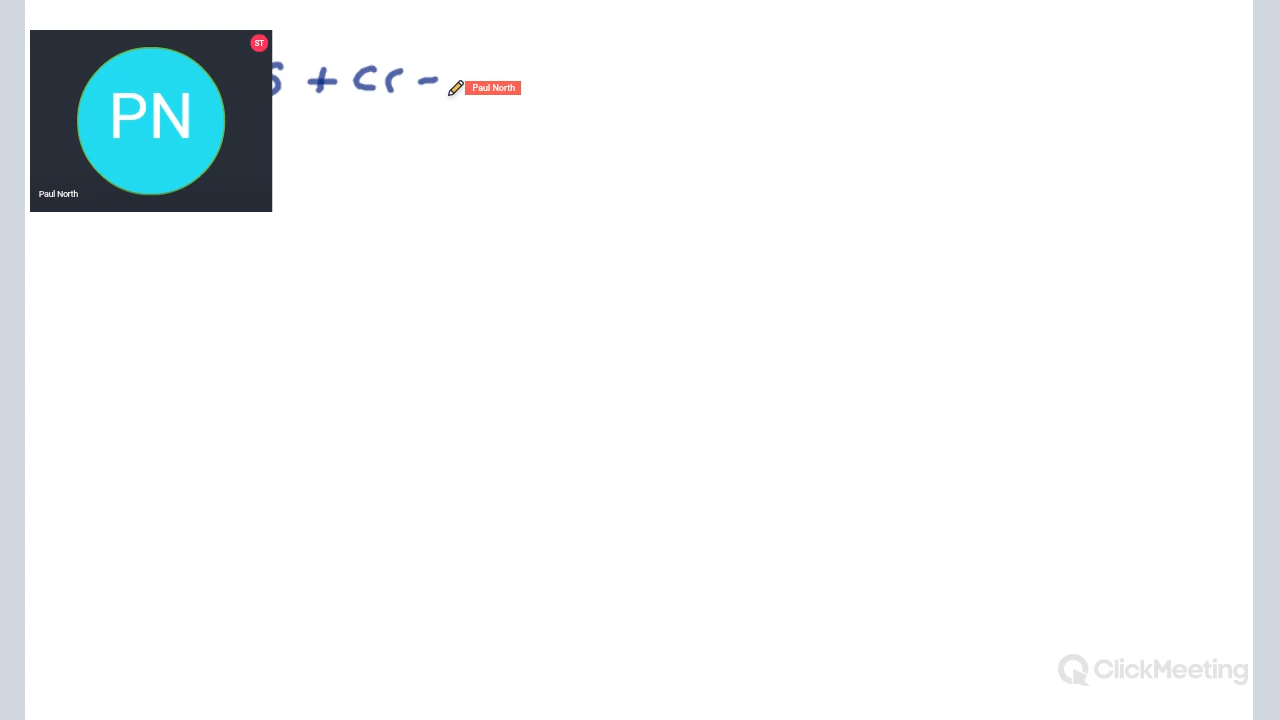 ST
PN
Paul North
s + Cr -
Paul North
ClickMeeting